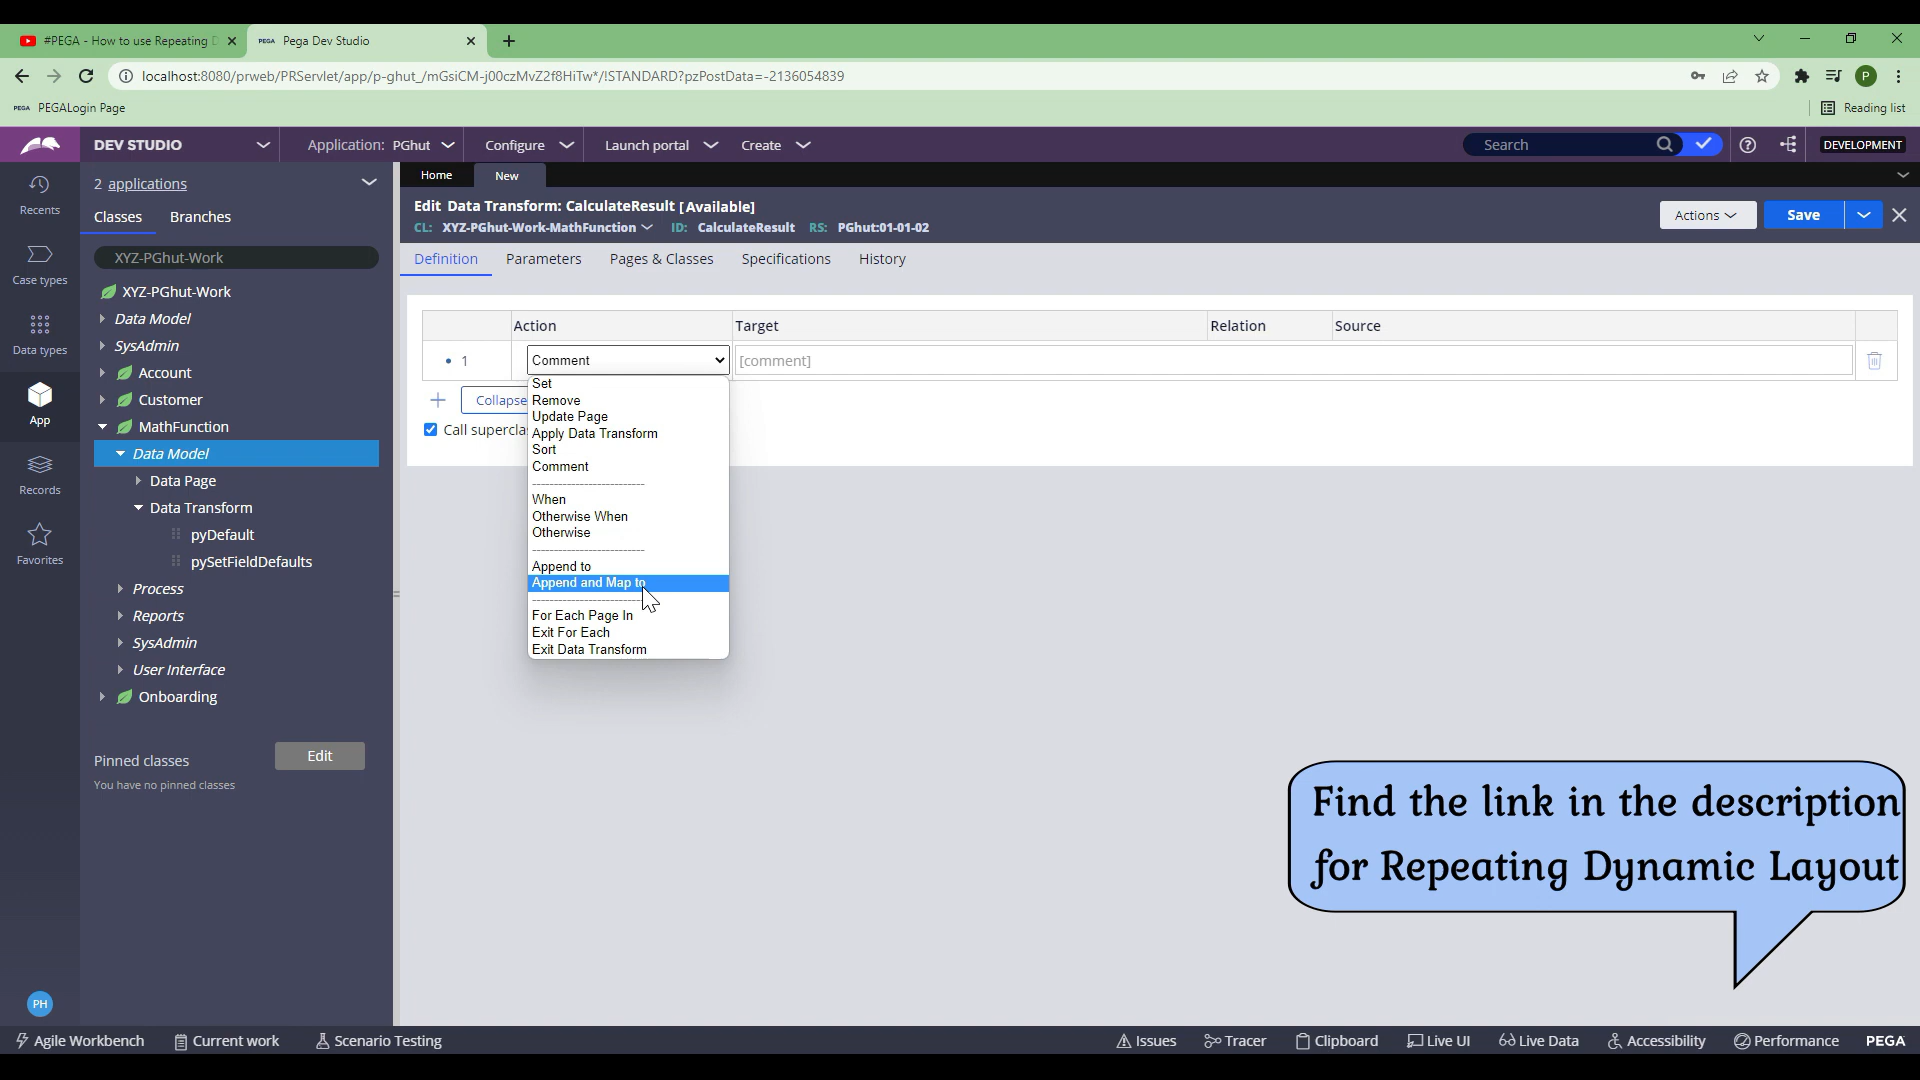 #PEGA - How to use Repeating D
PEGA Pega Dev Studio
localhost:8080/prweb/PRServlet/app/p-ghut_/mGsiCM-j00czMvZ2f8HiTw*/!STANDARD?pzPostData=-2136054839
P
PEGA PEGALogin Page
Reading list
DEV STUDIO
Application: PGhut
Configure
Launch portal
Create
Search
DEVELOPMENT
Recents
Case types
Data types
App
Records
Favorites
PH
2 applications
Classes
Branches
XYZ-PGhut-Work
XYZ-PGhut-Work
Data Model
SysAdmin
Account
Customer
MathFunction
Data Model
Data Page
Data Transform
pyDefault
pySetFieldDefaults
Process
Reports
SysAdmin
User Interface
Onboarding
Pinned classes
Edit
You have no pinned classes
Home
New
Edit Data Transform: CalculateResult [Available]
CL: XYZ-PGhut-Work-MathFunction ID: CalculateResult RS: PGhut:01-01-02
Actions
Save
Definition
Parameters
Pages & Classes
Specifications
History
Action
Target
Relation
Source
1
Comment
[comment]
Collapse
Call supercla
Set
Remove
Update Page
Apply Data Transform
Sort
Comment
---------------------------
When
Otherwise When
Otherwise
---------------------------
Append to
Append and Map to
---------------------------
For Each Page In
Exit For Each
Exit Data Transform
Find the link in the description
for Repeating Dynamic Layout
Agile Workbench
Current work
Scenario Testing
Issues
Tracer
Clipboard
Live UI
Live Data
Accessibility
Performance
PEGA